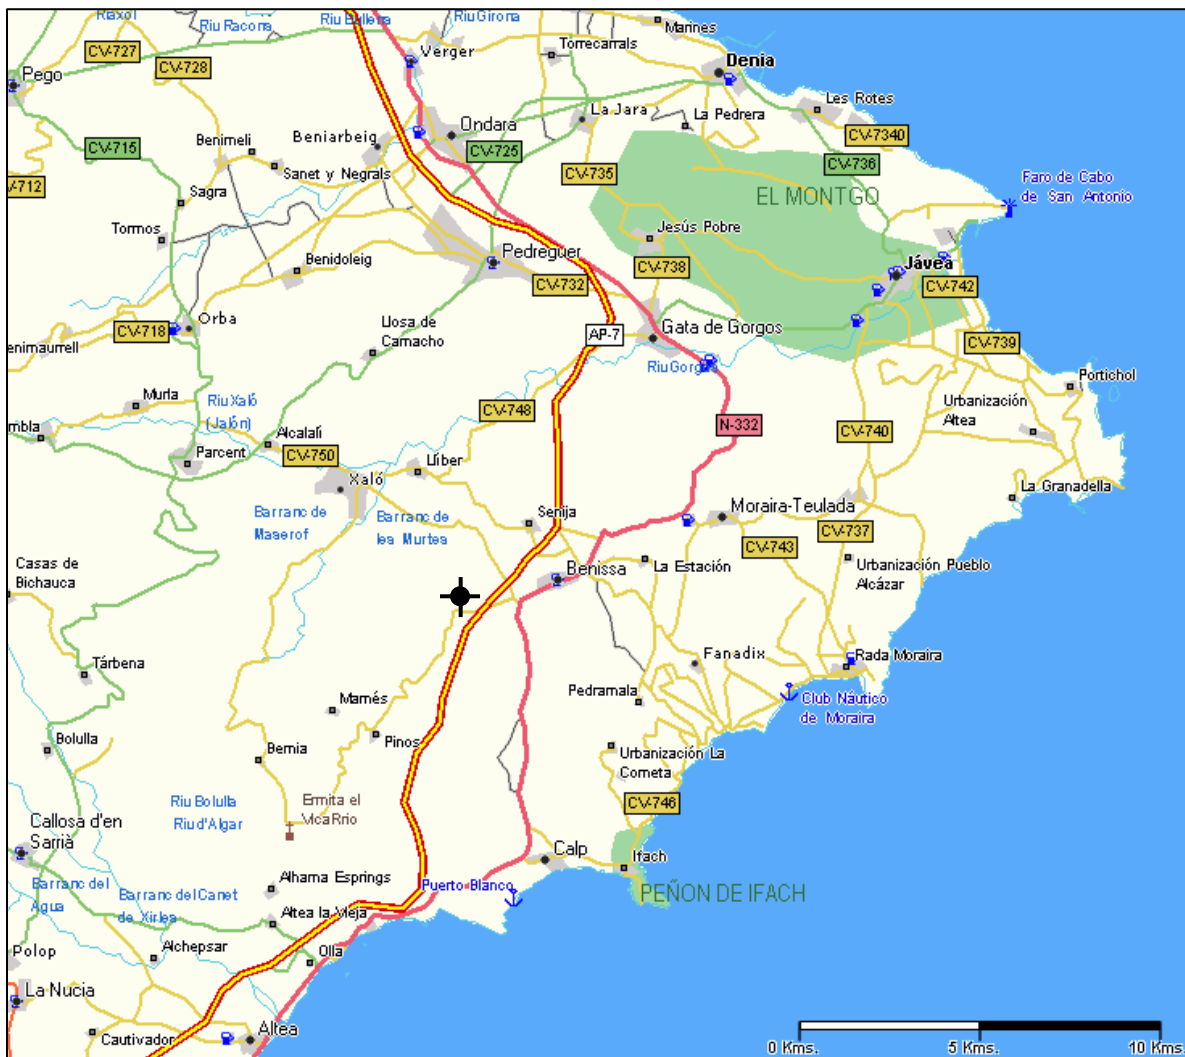 Riaxol
Riu Racona
Riu Bullena
Riu Girona
Marines
CV-727
CV-728
Verger
Torrecarrals
Denia
Pego
La Jara
Les Rotes
La Pedrera
Ondara
Beniarbeig
Benimeli
CV-715
CV-725
CV-7340
CV-736
Sanet y Negrals
CV-735
Faro de Cabo
de San Antonio
V-712
Sagra
EL MONTGO
Tormos
Jesús Pobre
Pedreguer
Benidoleig
CV-738
Jávea
CV-732
CV-742
Orba
CV-718
Llosa de
Camacho
AP-7
Gata de Gorgos
CV-739
enimaurrell
Riu Gorgos
Portichol
Murla
Riu Xaló
(Jalón)
CV-748
Urbanización
Altea
mbla
Alcalalí
N-332
CV-740
Parcent
CV-750
Llíber
Xaló
La Granadella
Barranc de
Masserof
Barranc de
les Murtes
Senija
Moraira-Teulada
CV-737
CV-743
Casas de
Bichauca
Benissa
La Estación
Urbanización Pueblo
Alcázar
Tárbena
Fanadix
Rada Moraira
Mamés
Pedramala
Club Náutico
de Moraira
Bolulla
Bernia
Pinos
Urbanización La
Cometa
Riu Bolulla
Riu d'Algar
Ermita el
CV-746
Callosa d'en
Sarrià
Calp
Ifach
Barranc del
Agua
Barranc del Canet
de Xirles
Alhama Esprings
Puerto Blanco
PEÑON DE IFACH
Altea la Vieja
Polop
Alchepsar
Olla
La Nucia
Cautivador
Altea
0 Kms.
5 Kms.
10 Kms.